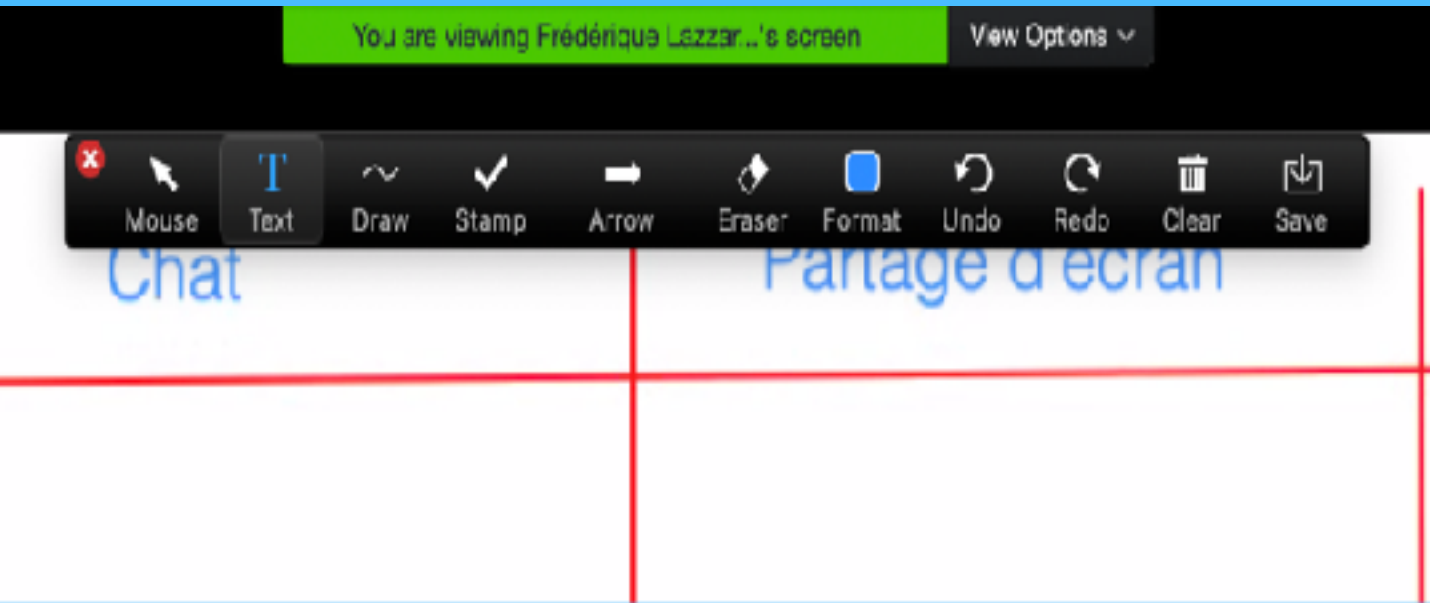 You are viewing Frédérique Lazzar...'s screen
View Options
Mouse Text Draw Stamp Arrow Eraser Format Undo Redo Clear Save
Chat
Partage d'écran